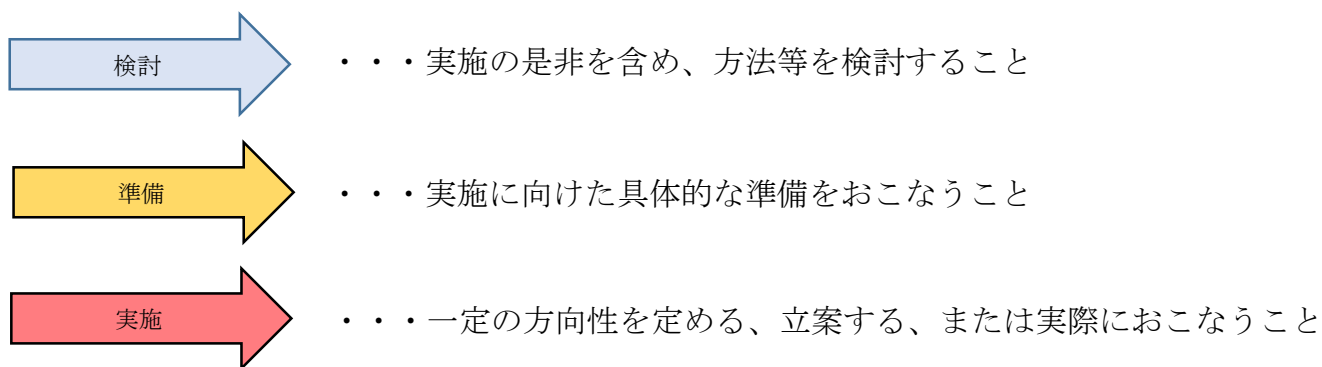 検討 ・・・実施の是非を含め、方法等を検討すること
準備 ・・・実施に向けた具体的な準備をおこなうこと
実施 ・・・一定の方向性を定める、立案する、または実際におこなうこと